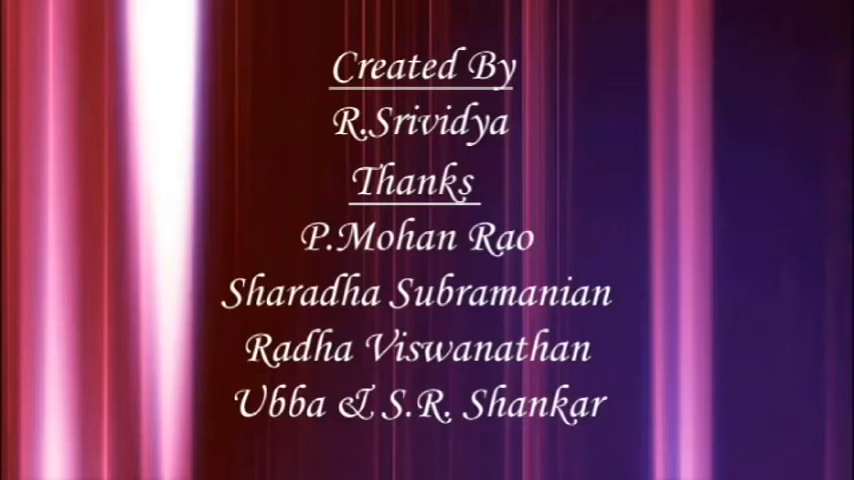 Created By
R.Srividya
Thanks
P.Mohan Rao
Sharadha Subramanian
Radha Viswanathan
Ubba & S.R. Shankar